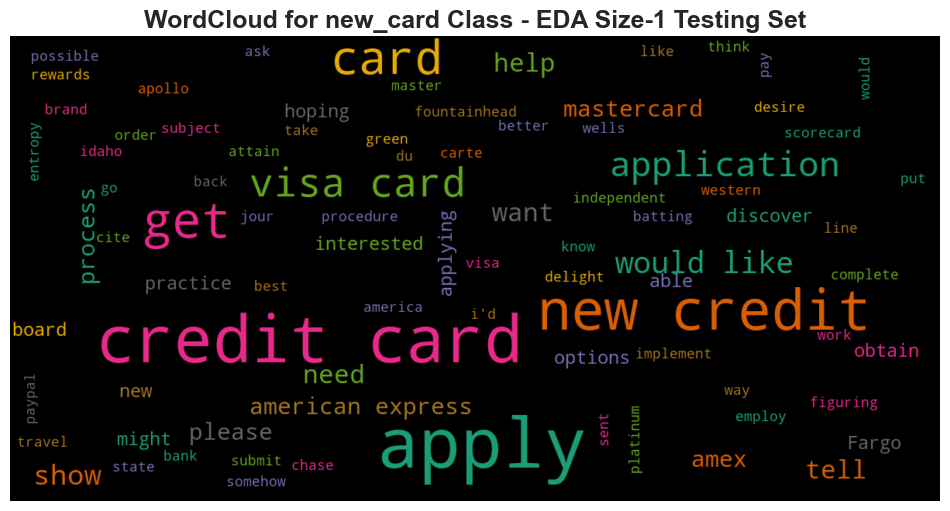 WordCloud for new_card Class - EDA Size-1 Testing Set
possible
ask
card
help
like
think
pay
would
rewards
apollo
master
brand
hoping
fountainhead
mastercard
desire
entropy
order
subject
take
green
better
wells
scorecard
idaho
attain
du
carte
application
go
back
visa card
independent
western
put
process
cite
get
jour
procedure
applying
want
batting
discover
line
interested
know
would like
practice
best
visa
delight
able
complete
america
i'd
new credit
board
credit card
options
implement
work
obtain
need
paypal
new
american express
way
figuring
travel
might
please
apply
sent
platinum
employ
Fargo
bank
show
state
submit
chase
somehow
amex
tell